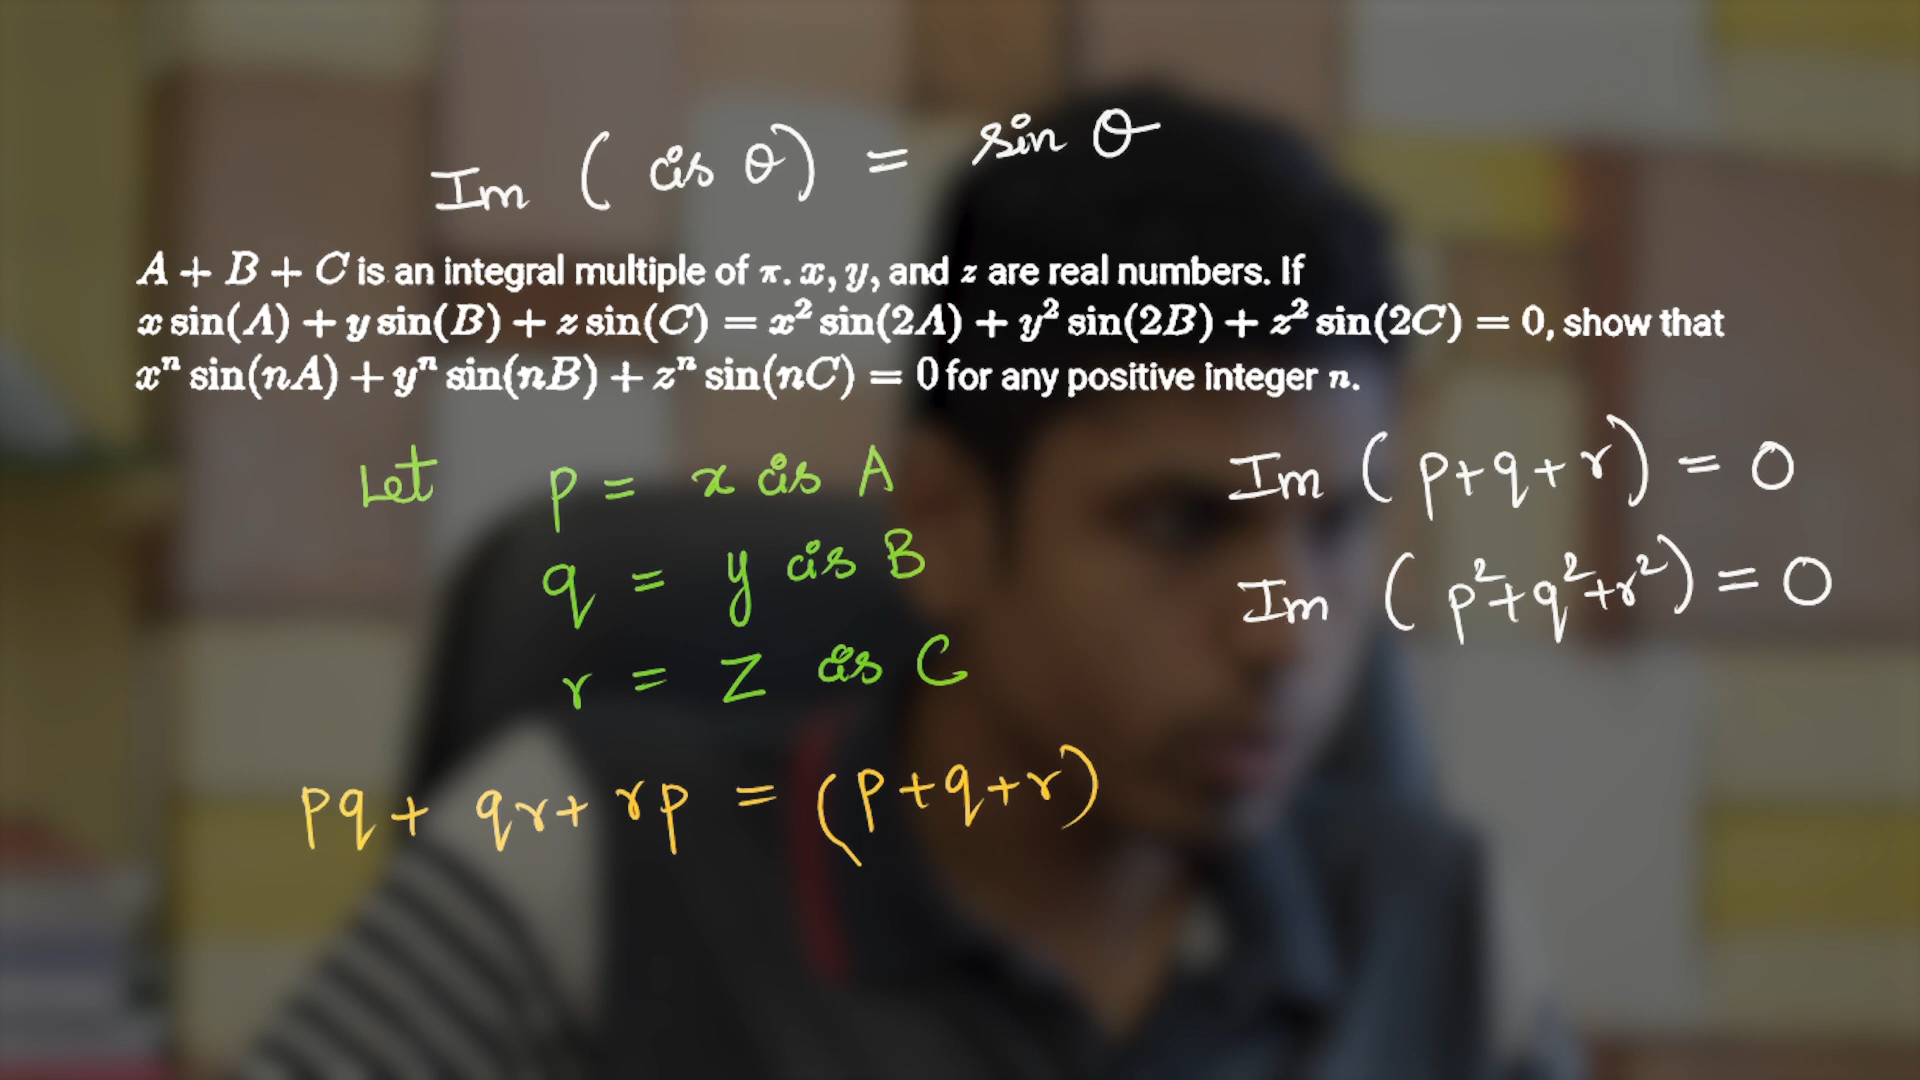 Im ( cis θ ) = sin θ
A + B + C is an integral multiple of π. x, y, and z are real numbers. If
x sin(A) + y sin(B) + z sin(C) = x² sin(2A) + y² sin(2B) + z² sin(2C) = 0, show that
xⁿ sin(nA) + yⁿ sin(nB) + zⁿ sin(nC) = 0 for any positive integer n.
Let p = x cis A
q = y cis B
r = z cis C
Im ( p+q+r ) = 0
Im ( p²+q²+r² ) = 0
pq + qr + rp = (p+q+r)